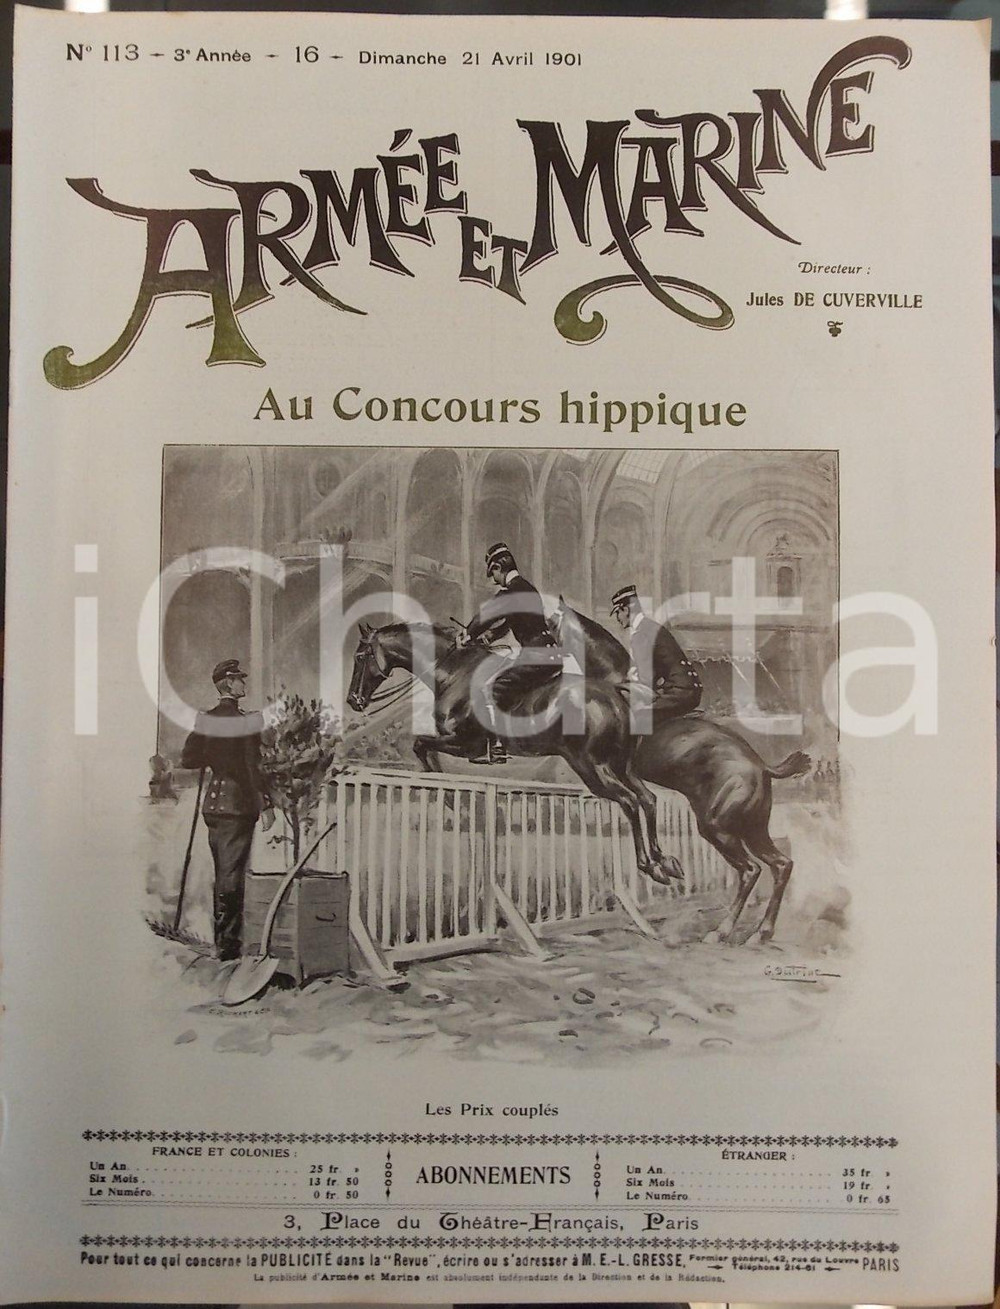 N° 113 — 3e Année — 16 — Dimanche 21 Avril 1901
ARMÉE ET MARINE
Directeur :
Jules DE CUVERVILLE
Au Concours hippique
iCharta
Les Prix couplés
FRANCE ET COLONIES :
Un An. 25 fr. »
Six Mois. 13 fr. 50
Le Numéro. 0 fr. 50
ABONNEMENTS
ÉTRANGER :
Un An. 35 fr. »
Six Mois 19 fr. »
Le Numéro. 0 fr. 65
3, Place du Théâtre-Français, Paris
Pour tout ce qui concerne la PUBLICITÉ dans la "Revue", écrire ou s'adresser à M. E.-L. GRESSE, Fermier général, 42, rue du Louvre PARIS
Téléphone 214-61
La publicité d'Armée et Marine est absolument indépendante de la Direction et de la Rédaction.